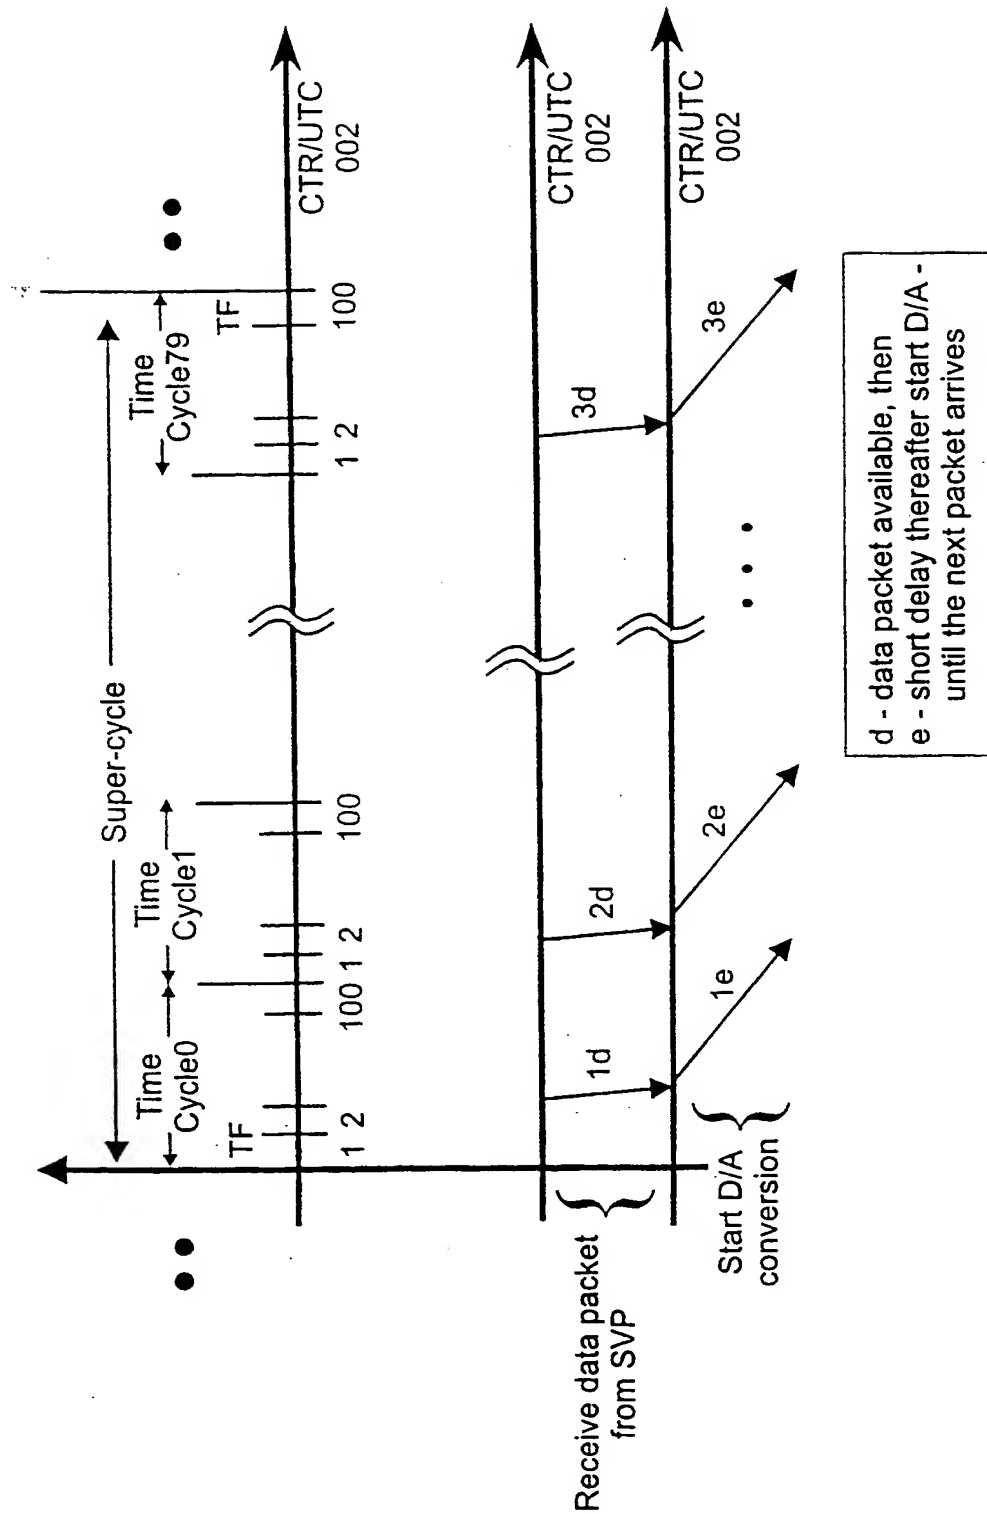 Super-cycle
Time
Cycle0
Time
Cycle1
Time
Cycle79
TF
TF
1 2 100 1 2 100 1 2 100
CTR/UTC
002
Receive data packet
from SVP
1d 2d 3d
CTR/UTC
002
Start D/A
conversion
1e 2e 3e
CTR/UTC
002
d - data packet available, then
e - short delay thereafter start D/A -
until the next packet arrives